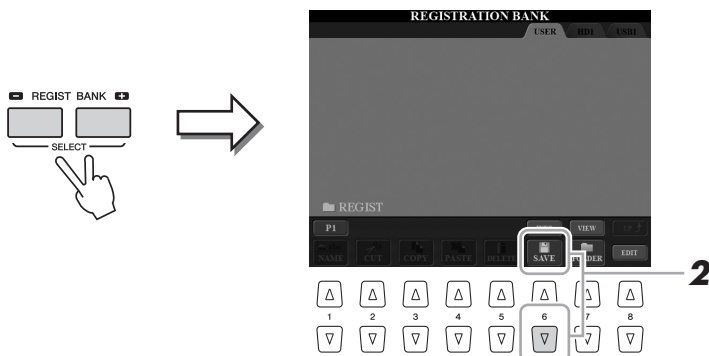 REGISTRATION BANK
USER HD1 USB1
REGIST BANK
SELECT
REGIST
P1 VIEW UP
NAME CUT COPY PASTE DELETE SAVE FOLDER EDIT
2
1 2 3 4 5 6 7 8